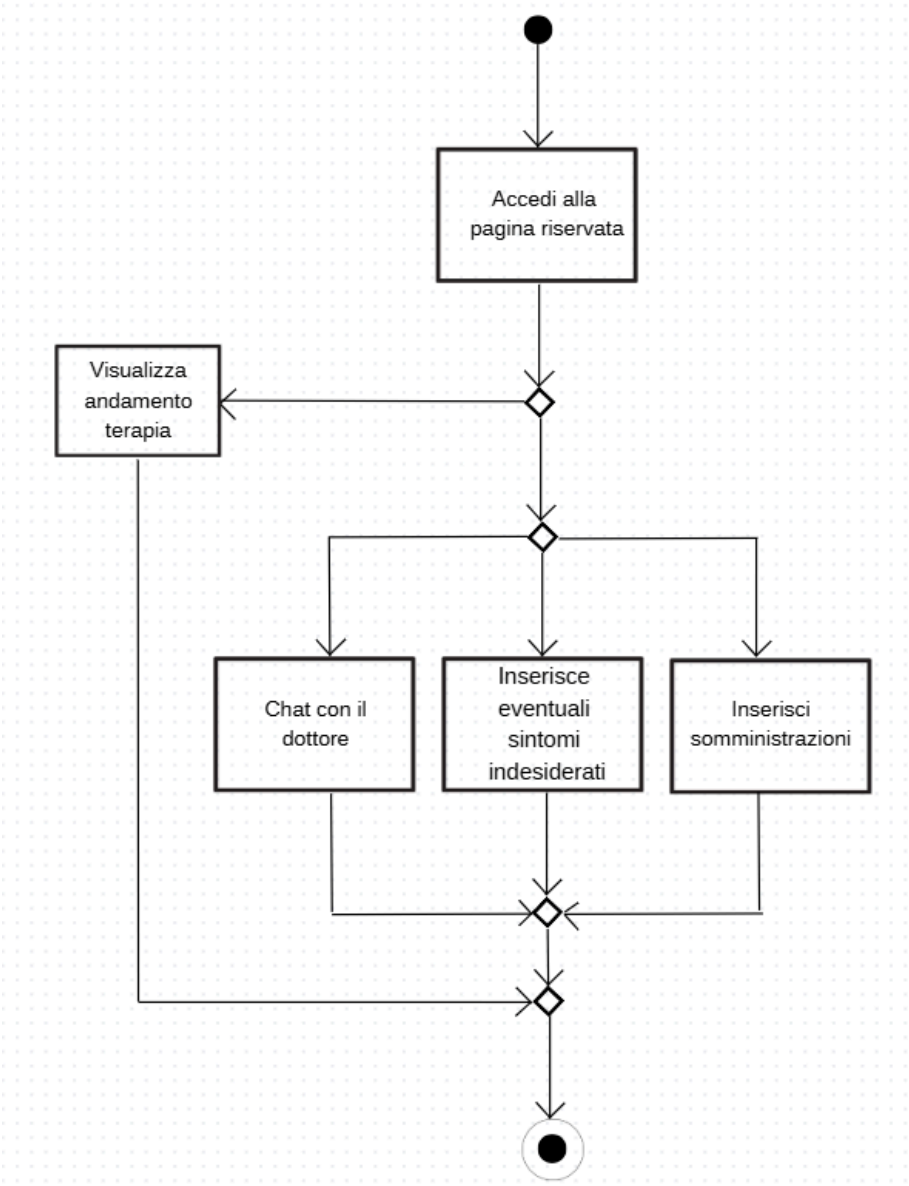 Accedi alla
pagina riservata
Visualizza
andamento
terapia
Chat con il
dottore
Inserisce
eventuali
sintomi
indesiderati
Inserisci
somministrazioni